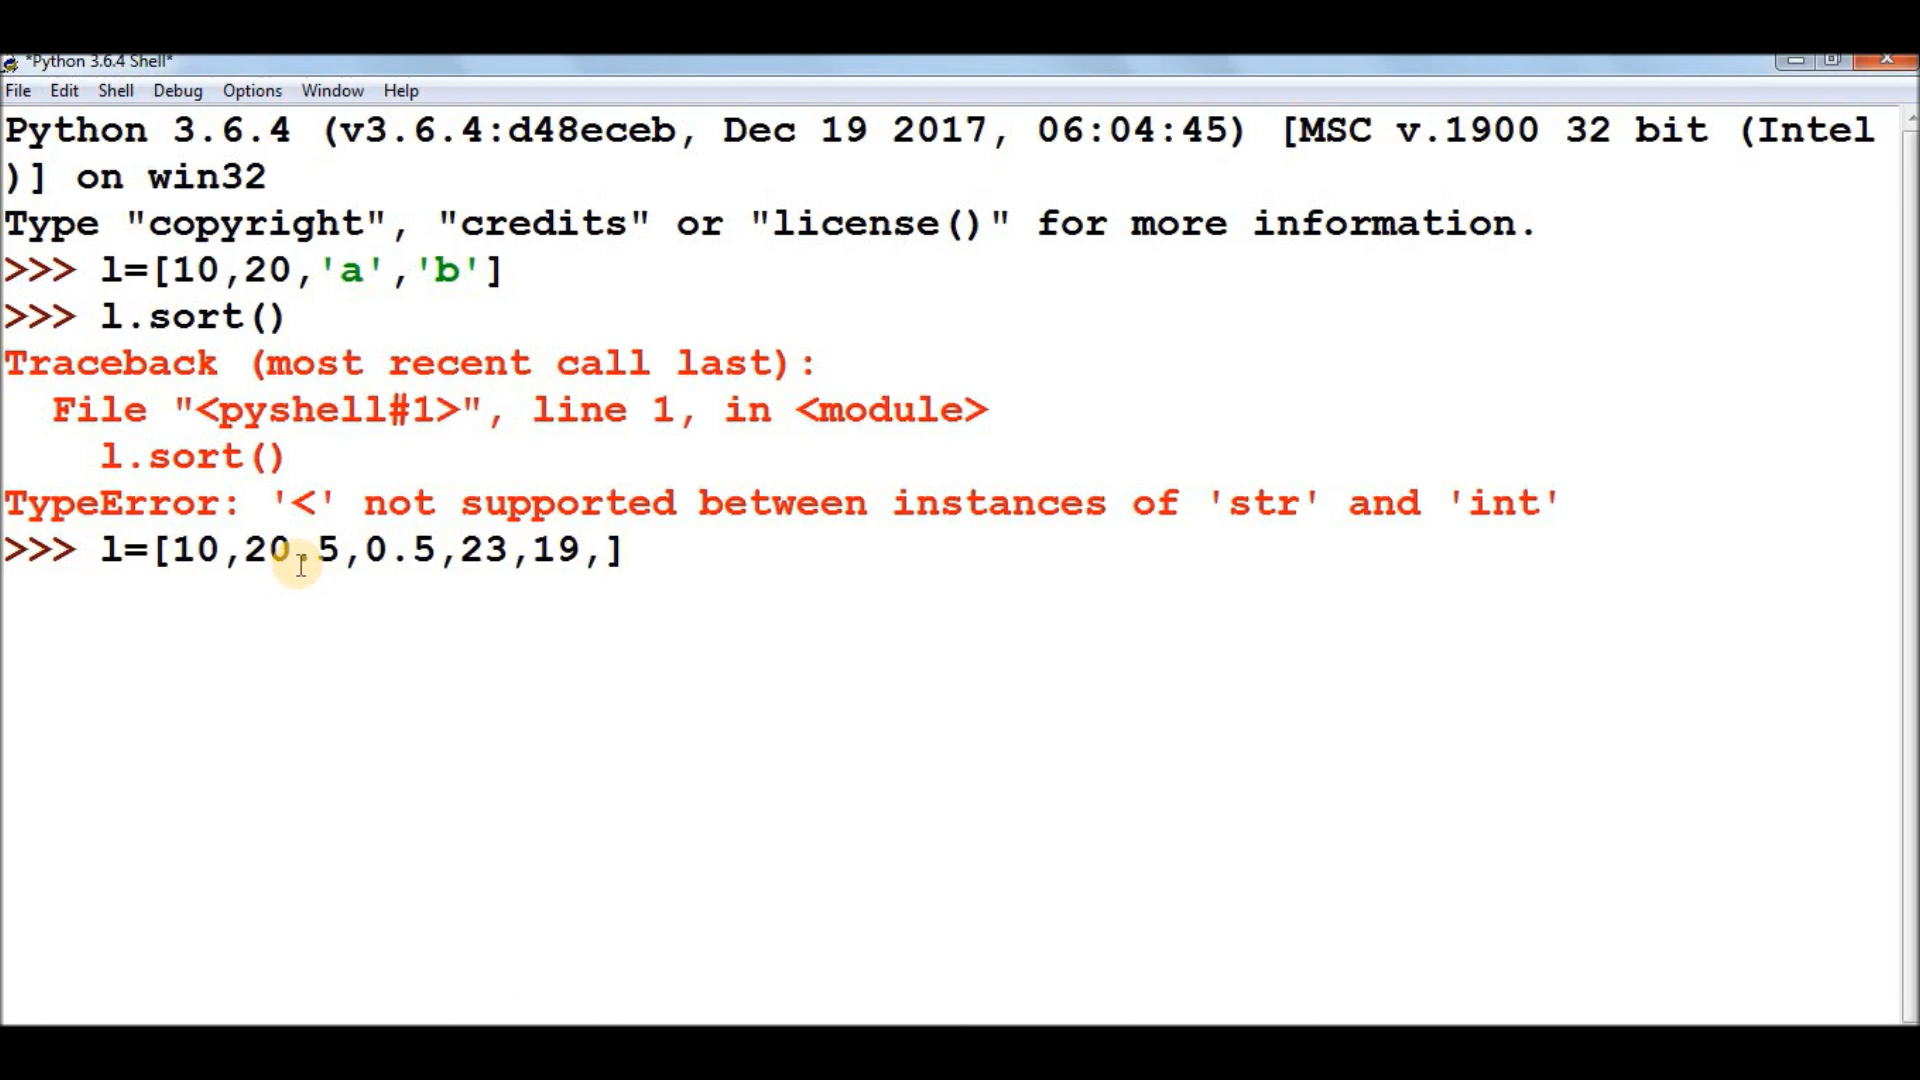 *Python 3.6.4 Shell*
File Edit Shell Debug Options Window Help
Python 3.6.4 (v3.6.4:d48eceb, Dec 19 2017, 06:04:45) [MSC v.1900 32 bit (Intel
)] on win32
Type "copyright", "credits" or "license()" for more information.
>>> l=[10,20,'a','b']
>>> l.sort()
Traceback (most recent call last):
  File "<pyshell#1>", line 1, in <module>
    l.sort()
TypeError: '<' not supported between instances of 'str' and 'int'
>>> l=[10,20.5,0.5,23,19,]